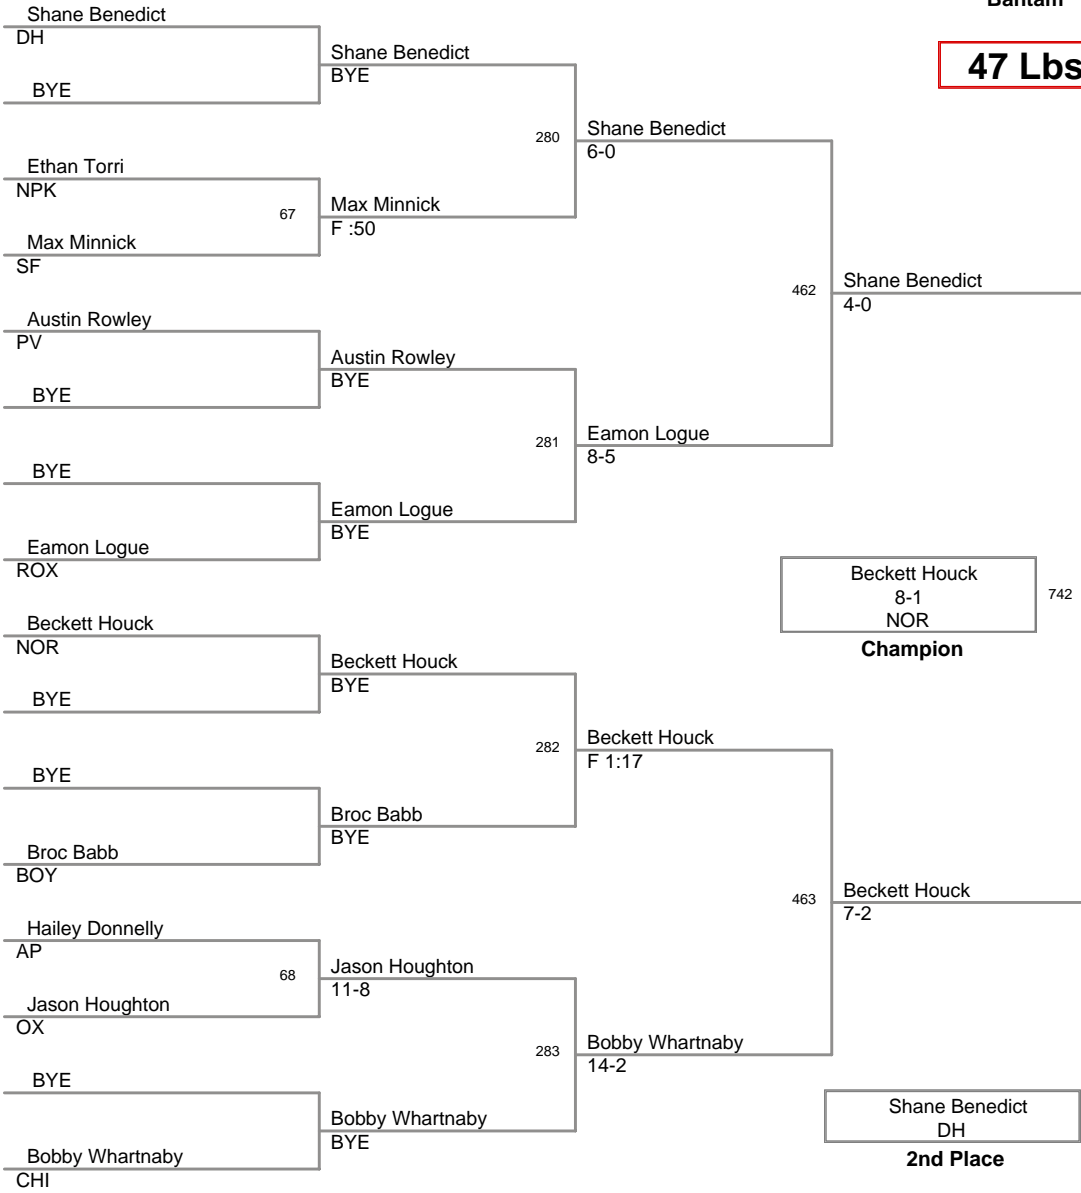 Bantam
47 Lbs
Shane Benedict
DH
BYE
Ethan Torri
NPK
67
Max Minnick
SF
Austin Rowley
PV
BYE
BYE
Eamon Logue
ROX
Beckett Houck
NOR
BYE
BYE
Broc Babb
BOY
Hailey Donnelly
AP
68
Jason Houghton
OX
BYE
Bobby Whartnaby
CHI
Shane Benedict
BYE
280
Max Minnick
F :50
Austin Rowley
BYE
281
Eamon Logue
BYE
Beckett Houck
BYE
282
Broc Babb
BYE
Jason Houghton
11-8
283
Bobby Whartnaby
BYE
Shane Benedict
6-0
462
Eamon Logue
8-5
Beckett Houck
F 1:17
463
Bobby Whartnaby
14-2
Shane Benedict
4-0
Beckett Houck
7-2
Beckett Houck
8-1
NOR
742
Champion
Shane Benedict
DH
2nd Place